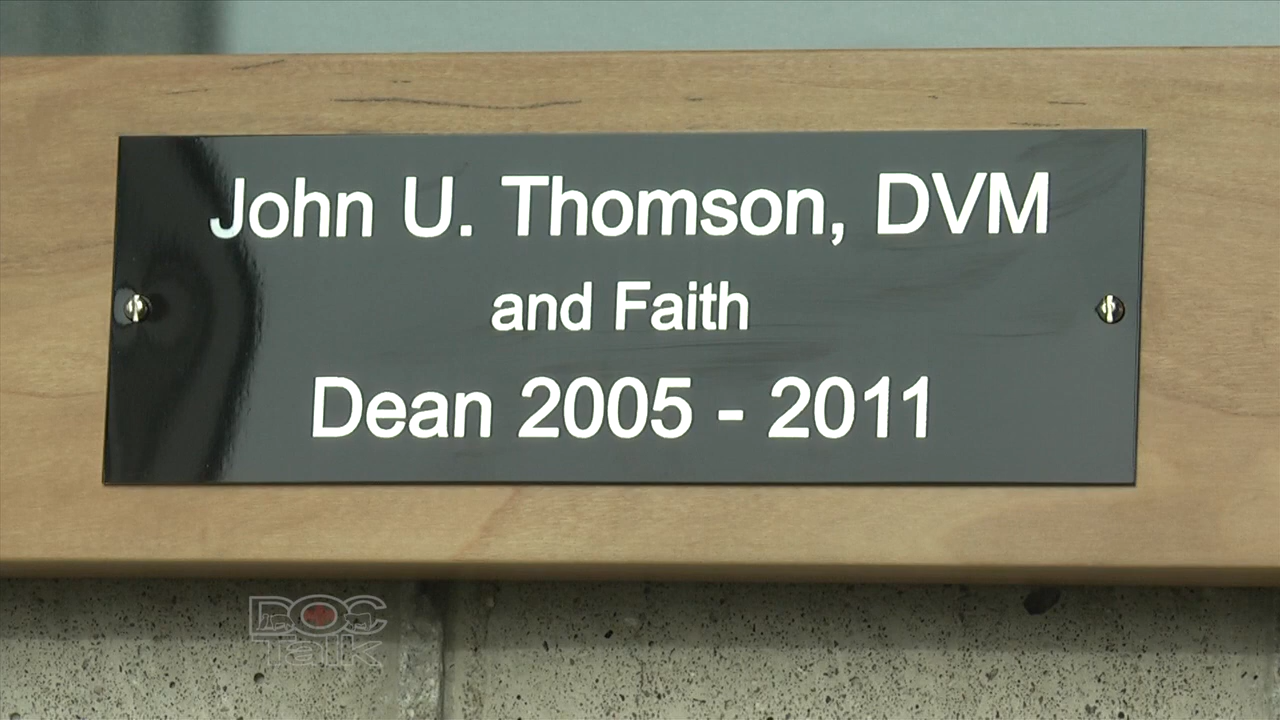 John U. Thomson, DVM
and Faith
Dean 2005 - 2011
DOC
Talk